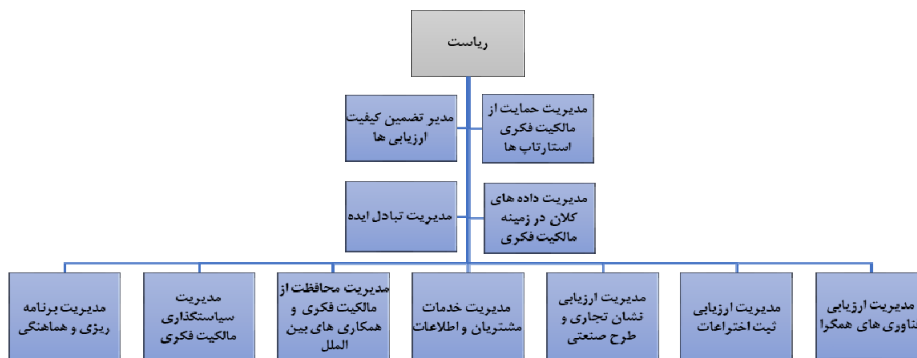 ریاست
مدیریت حمایت از
مالکیت فکری
استارتاپ ها
مدیر تضمین کیفیت
ارزیابی ها
مدیریت داده های
کلان در زمینه
مالکیت فکری
مدیریت تبادل ایده
مدیریت ارزیابی
فناوری های همگرا
مدیریت ارزیابی
ثبت اختراعات
مدیریت ارزیابی
نشان تجاری و
طرح صنعتی
مدیریت خدمات
مشتریان و اطلاعات
مدیریت محافظت از
مالکیت فکری و
همکاری های بین
الملل
مدیریت
سیاستگذاری
مالکیت فکری
مدیریت برنامه
ریزی و هماهنگی